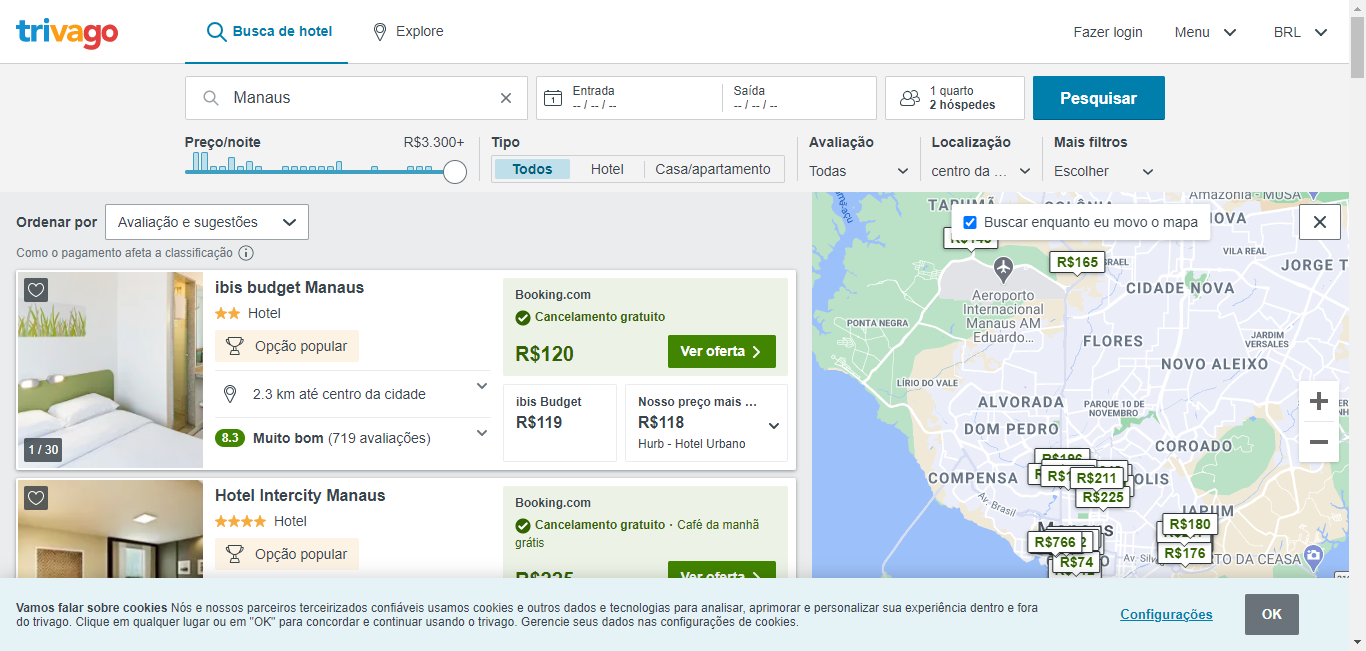 trivago
Busca de hotel
Explore
Fazer login
Menu
BRL
Manaus
Entrada
-- / -- / --
Saída
-- / -- / --
1 quarto
2 hóspedes
Pesquisar
Preço/noite
R$3.300+
Tipo
Todos
Hotel
Casa/apartamento
Avaliação
Todas
Localização
centro da ...
Mais filtros
Escolher
Ordenar por
Avaliação e sugestões
Como o pagamento afeta a classificação
1 / 30
ibis budget Manaus
Hotel
Opção popular
2.3 km até centro da cidade
8.3 Muito bom (719 avaliações)
Booking.com
Cancelamento gratuito
R$120
Ver oferta
ibis Budget
R$119
Nosso preço mais ...
R$118
Hurb - Hotel Urbano
Hotel Intercity Manaus
Hotel
Opção popular
Booking.com
Cancelamento gratuito · Café da manhã
grátis
R$225
Ver oferta
Amazônia - MUSA
TARUMÃ
Buscar enquanto eu movo o mapa
NOVA
VILA REAL
R$165
JORGE T
CIDADE NOVA
Aeroporto
Internacional
Manaus AM
Eduardo...
PONTA NEGRA
FLORES
JARDIM
VERSALES
NOVO ALEIXO
LÍRIO DO VALE
ALVORADA
PARQUE 10 DE
NOVEMBRO
DOM PEDRO
COROADO
R$196
COMPENSA
R$211
R$225
Av. Brasil
JAPIIM
R$180
Manaus
R$766
R$176
R$74
Vamos falar sobre cookies Nós e nossos parceiros terceirizados confiáveis usamos cookies e outros dados e tecnologias para analisar, aprimorar e personalizar sua experiência dentro e fora
do trivago. Clique em qualquer lugar ou em "OK" para concordar e continuar usando o trivago. Gerencie seus dados nas configurações de cookies.
Configurações
OK